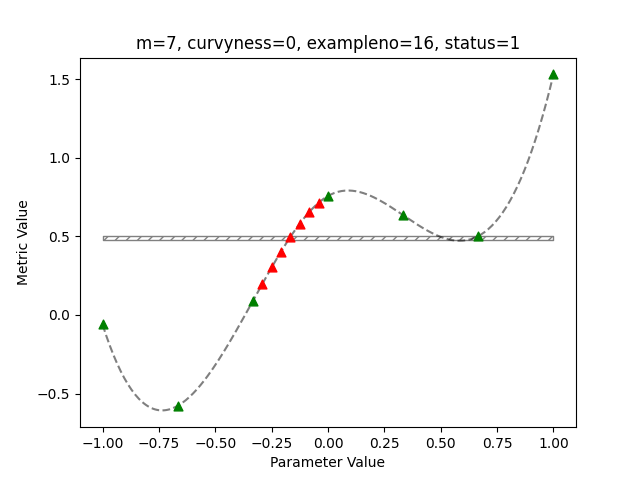 m=7, curvyness=0, exampleno=16, status=1
Metric Value
1.5
1.0
0.5
0.0
−0.5
−1.00 −0.75 −0.50 −0.25 0.00 0.25 0.50 0.75 1.00
Parameter Value